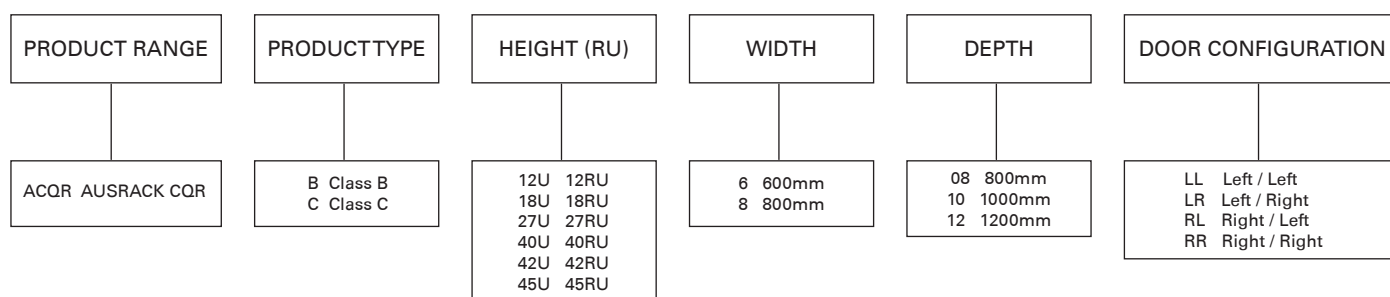 PRODUCT RANGE
ACQR AUSRACK CQR
PRODUCT TYPE
B Class B
C Class C
HEIGHT (RU)
12U 12RU
18U 18RU
27U 27RU
40U 40RU
42U 42RU
45U 45RU
WIDTH
6 600mm
8 800mm
DEPTH
08 800mm
10 1000mm
12 1200mm
DOOR CONFIGURATION
LL Left / Left
LR Left / Right
RL Right / Left
RR Right / Right